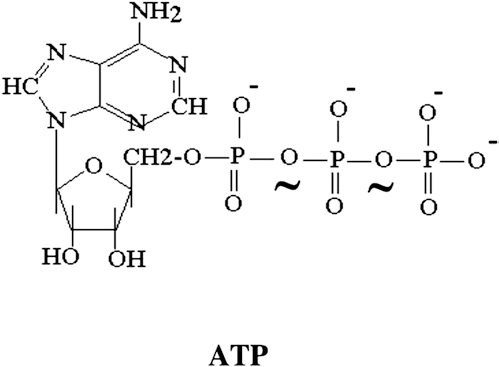 NH2
N
N
HC
CH
N
N
O- O- O-
O CH2-O P O P O P O-
~ ~
O O O
HO OH
ATP